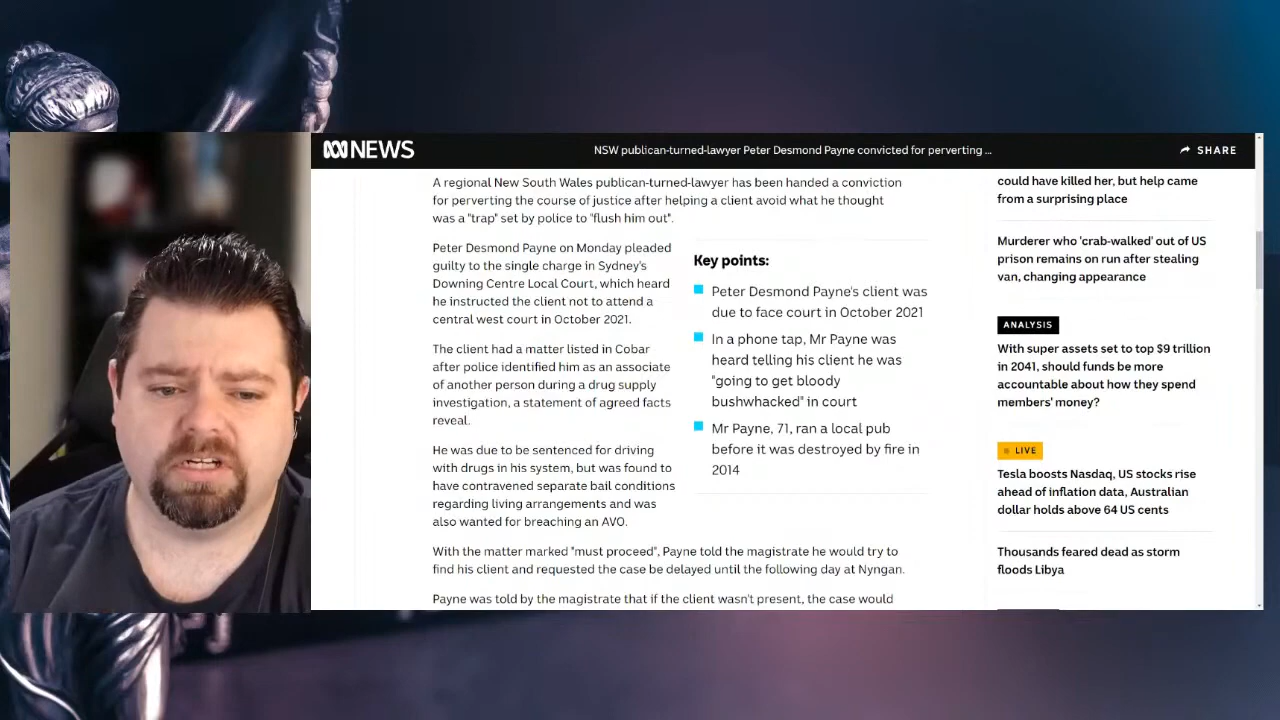 NEWS
NSW publican-turned-lawyer Peter Desmond Payne convicted for perverting ...
SHARE
A regional New South Wales publican-turned-lawyer has been handed a conviction
for perverting the course of justice after helping a client avoid what he thought
was a "trap" set by police to "flush him out".
Peter Desmond Payne on Monday pleaded
guilty to the single charge in Sydney's
Downing Centre Local Court, which heard
he instructed the client not to attend a
central west court in October 2021.
The client had a matter listed in Cobar
after police identified him as an associate
of another person during a drug supply
investigation, a statement of agreed facts
reveal.
He was due to be sentenced for driving
with drugs in his system, but was found to
have contravened separate bail conditions
regarding living arrangements and was
also wanted for breaching an AVO.
With the matter marked "must proceed", Payne told the magistrate he would try to
find his client and requested the case be delayed until the following day at Nyngan.
Payne was told by the magistrate that if the client wasn't present, the case would
Key points:
Peter Desmond Payne's client was
due to face court in October 2021
In a phone tap, Mr Payne was
heard telling his client he was
"going to get bloody
bushwhacked" in court
Mr Payne, 71, ran a local pub
before it was destroyed by fire in
2014
could have killed her, but help came
from a surprising place
Murderer who 'crab-walked' out of US
prison remains on run after stealing
van, changing appearance
ANALYSIS
With super assets set to top $9 trillion
in 2041, should funds be more
accountable about how they spend
members' money?
LIVE
Tesla boosts Nasdaq, US stocks rise
ahead of inflation data, Australian
dollar holds above 64 US cents
Thousands feared dead as storm
floods Libya